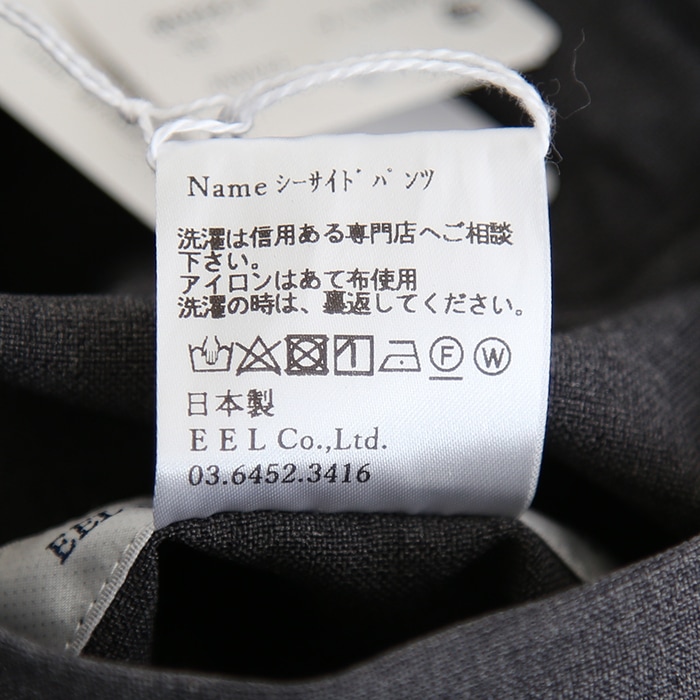 Name シーサイドパンツ
洗濯は信用ある専門店へご相談
下さい。
アイロンはあて布使用
洗濯の時は、裏返してください。
F W
日本製
EEL Co.,Ltd.
03.6452.3416
EEL